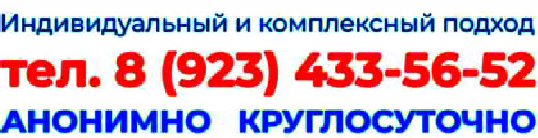 Индивидуальный и комплексный подход
тел. 8 (923) 433-56-52
АНОНИМНО КРУГЛОСУТОЧНО